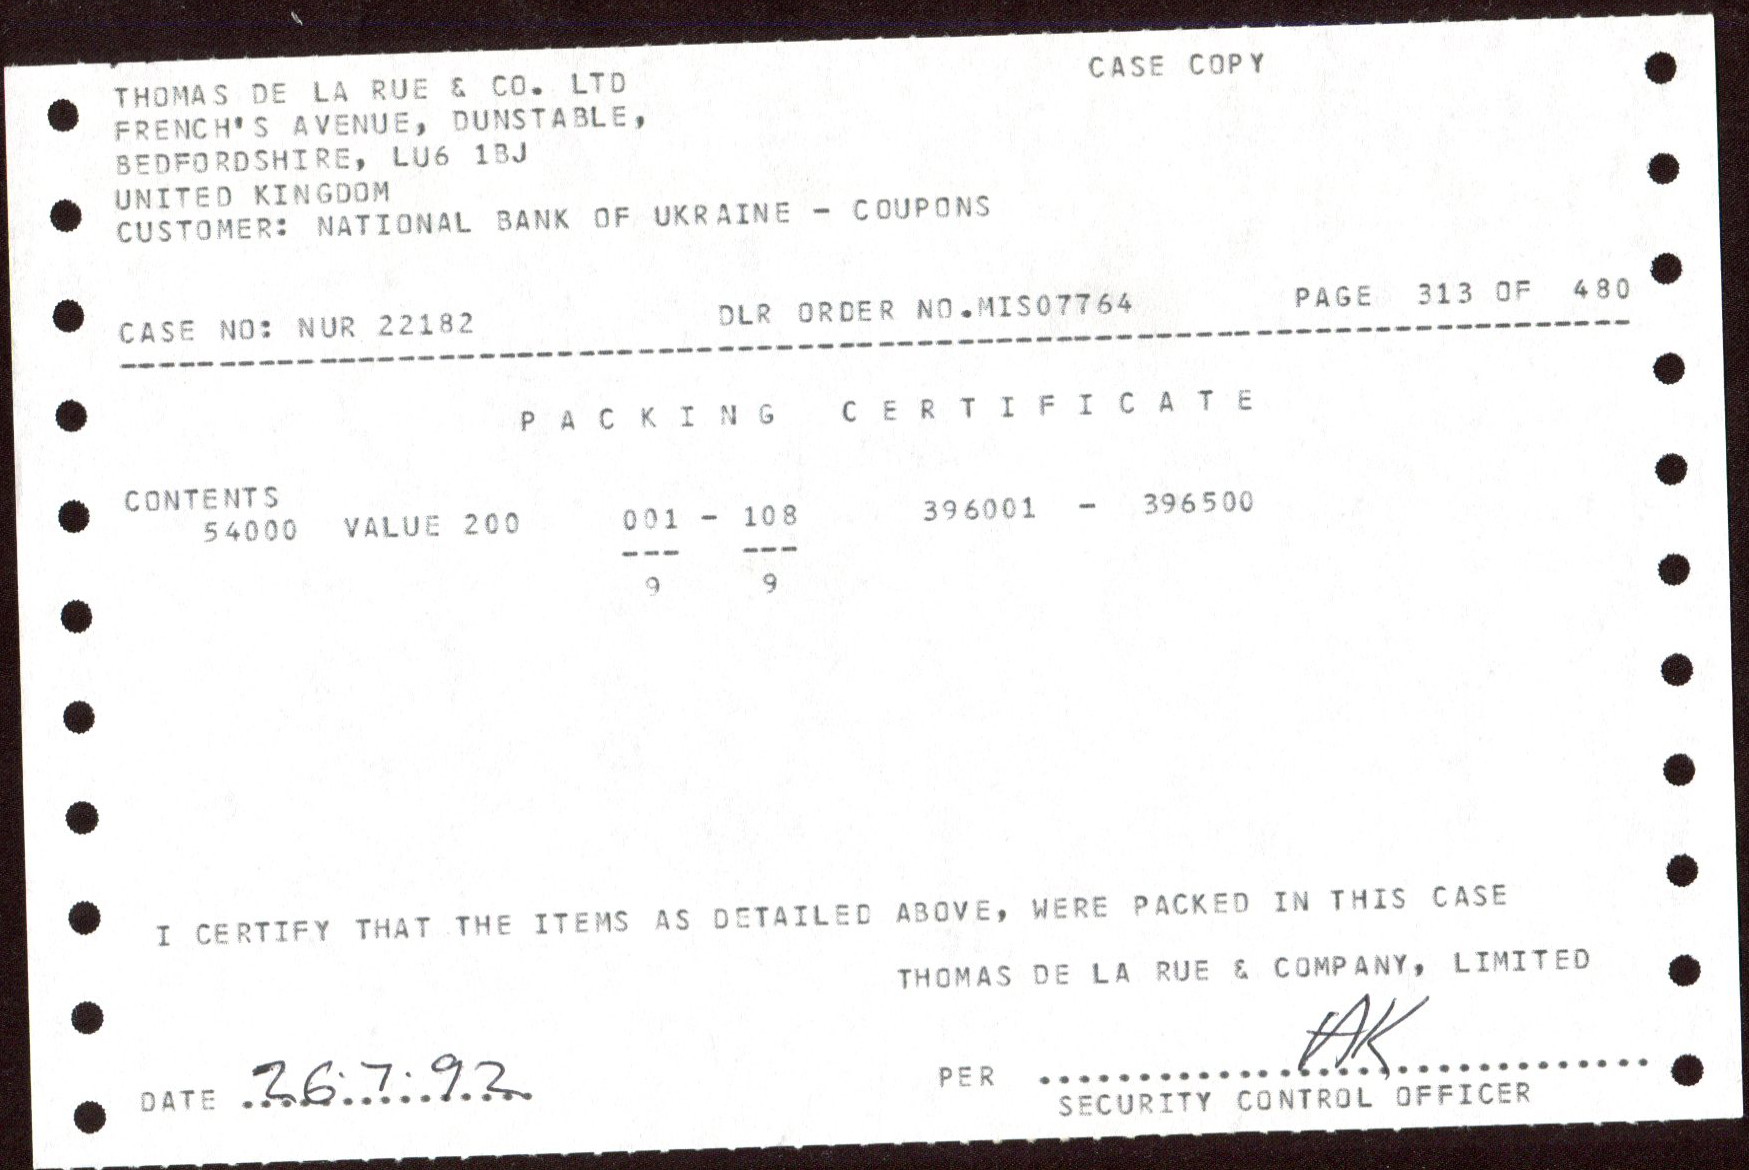 CASE COPY
THOMAS DE LA RUE & CO. LTD
FRENCH'S AVENUE, DUNSTABLE,
BEDFORDSHIRE, LU6 1BJ
UNITED KINGDOM
CUSTOMER: NATIONAL BANK OF UKRAINE - COUPONS
CASE NO: NUR 22182 DLR ORDER NO.MIS07764 PAGE 313 OF 480
PACKING CERTIFICATE
CONTENTS
54000 VALUE 200 001 - 108 396001 - 396500
--- ---
9 9
I CERTIFY THAT THE ITEMS AS DETAILED ABOVE, WERE PACKED IN THIS CASE
THOMAS DE LA RUE & COMPANY, LIMITED
DATE 26.7.92 PER AK
SECURITY CONTROL OFFICER